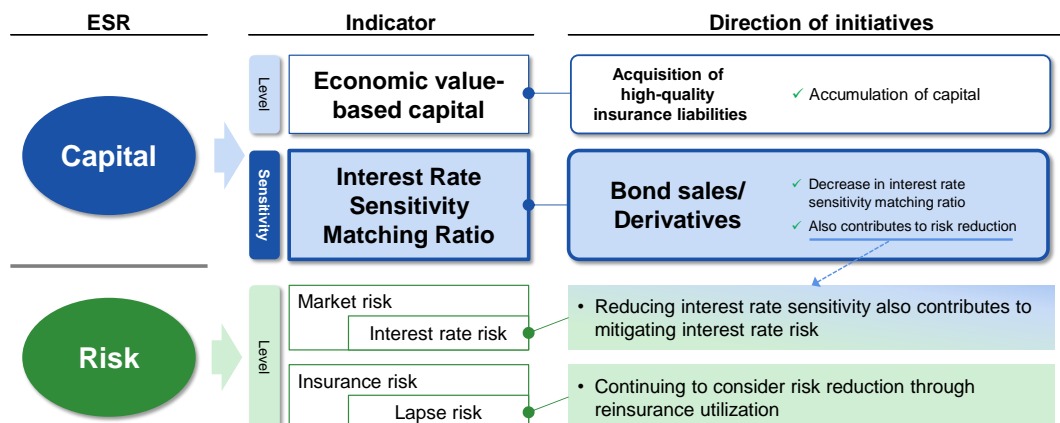 ESR
Indicator
Direction of initiatives
Capital
Level
Economic value-
based capital
Acquisition of
high-quality
insurance liabilities
✓ Accumulation of capital
Sensitivity
Interest Rate
Sensitivity
Matching Ratio
Bond sales/
Derivatives
✓ Decrease in interest rate
sensitivity matching ratio
✓ Also contributes to risk reduction
Risk
Level
Market risk
Interest rate risk
• Reducing interest rate sensitivity also contributes to
mitigating interest rate risk
Insurance risk
Lapse risk
• Continuing to consider risk reduction through
reinsurance utilization